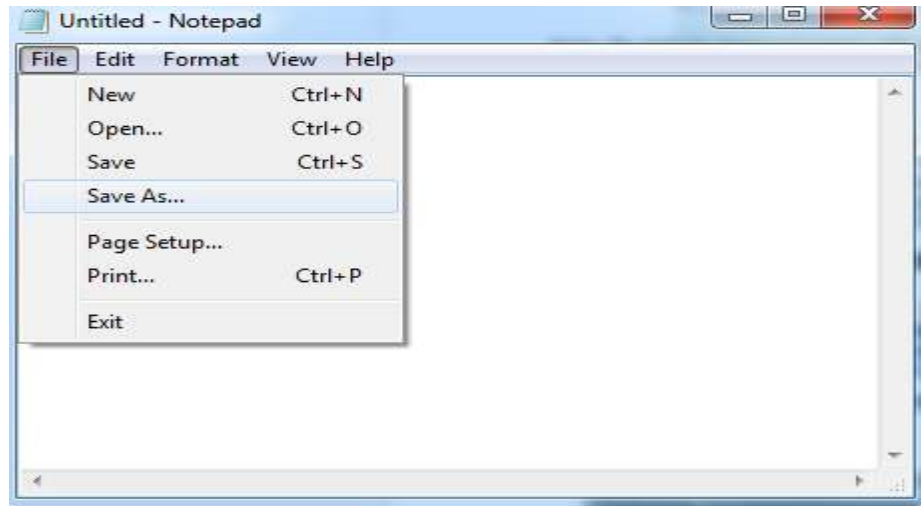 Untitled - Notepad
File Edit Format View Help
New Ctrl+N
Open... Ctrl+O
Save Ctrl+S
Save As...
Page Setup...
Print... Ctrl+P
Exit